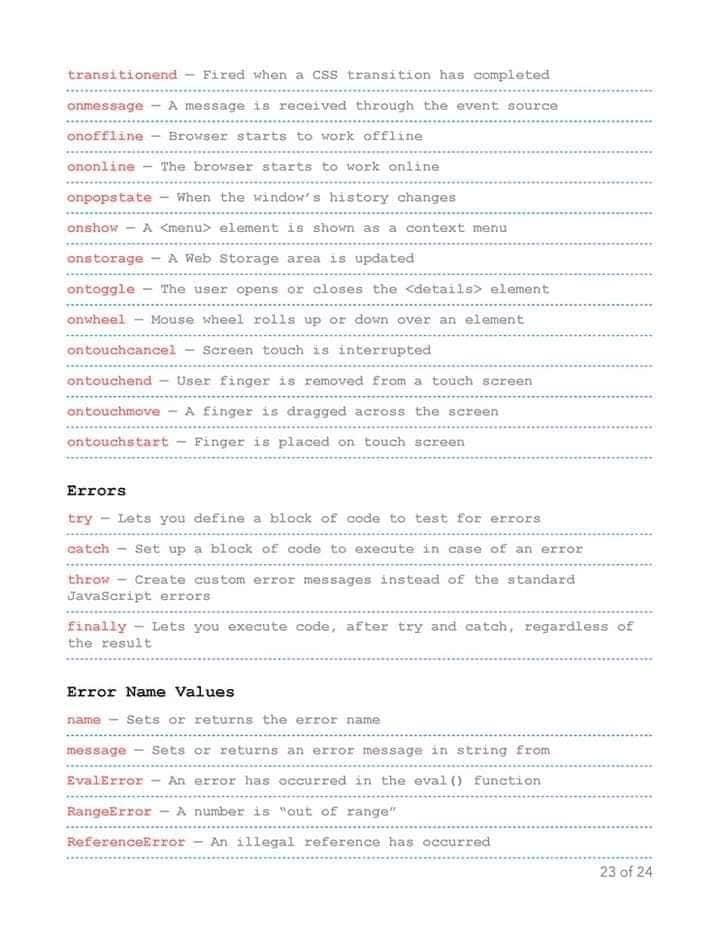 transitionend — Fired when a CSS transition has completed
onmessage — A message is received through the event source
onoffline — Browser starts to work offline
ononline — The browser starts to work online
onpopstate — When the window’s history changes
onshow — A <menu> element is shown as a context menu
onstorage — A Web Storage area is updated
ontoggle — The user opens or closes the <details> element
onwheel — Mouse wheel rolls up or down over an element
ontouchcancel — Screen touch is interrupted
ontouchend — User finger is removed from a touch screen
ontouchmove — A finger is dragged across the screen
ontouchstart — Finger is placed on touch screen
Errors
try — Lets you define a block of code to test for errors
catch — Set up a block of code to execute in case of an error
throw — Create custom error messages instead of the standard
JavaScript errors
finally — Lets you execute code, after try and catch, regardless of
the result
Error Name Values
name — Sets or returns the error name
message — Sets or returns an error message in string from
EvalError — An error has occurred in the eval() function
RangeError — A number is “out of range”
ReferenceError — An illegal reference has occurred
23 of 24